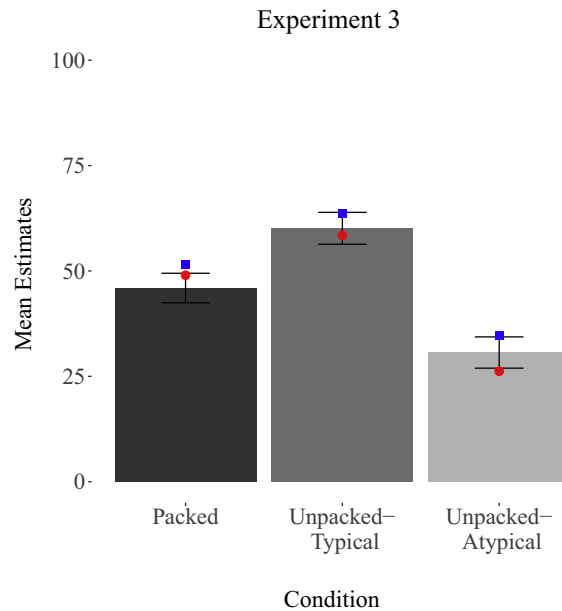 Experiment 3
100
75
50
25
0
Mean Estimates
Packed
Unpacked−
Typical
Unpacked−
Atypical
Condition